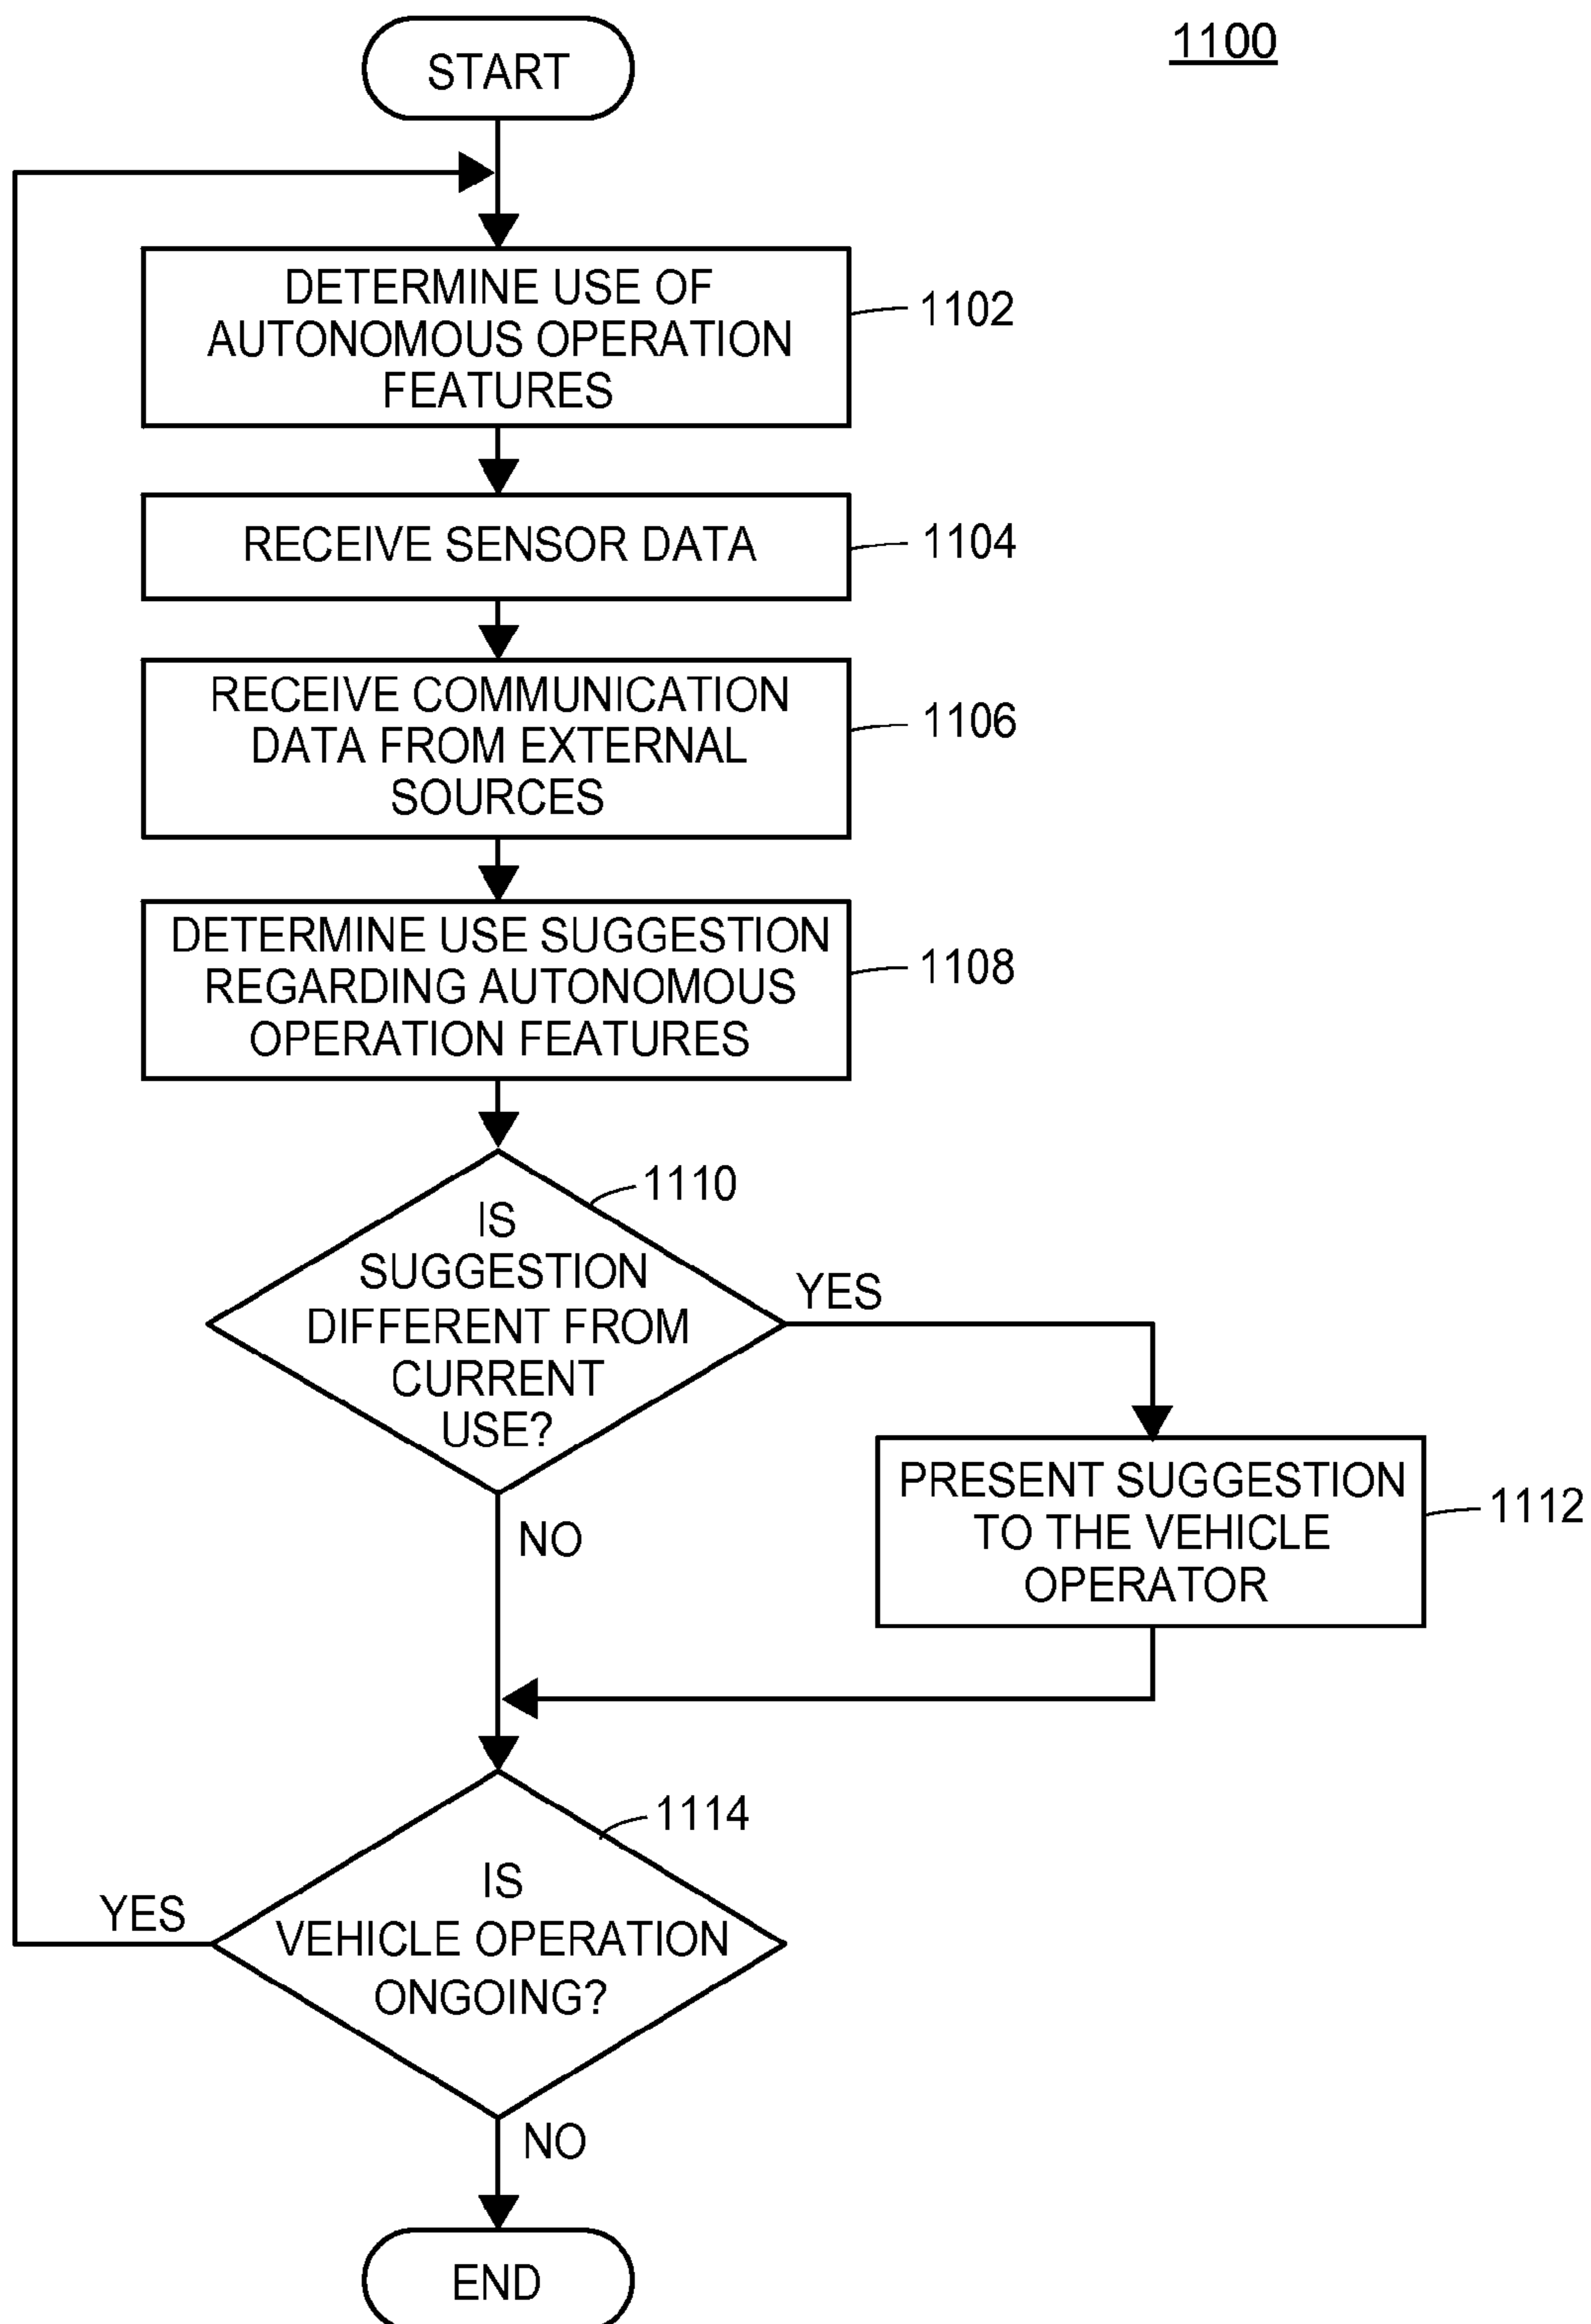 1100
START
DETERMINE USE OF
AUTONOMOUS OPERATION
FEATURES
1102
RECEIVE SENSOR DATA
1104
RECEIVE COMMUNICATION
DATA FROM EXTERNAL
SOURCES
1106
DETERMINE USE SUGGESTION
REGARDING AUTONOMOUS
OPERATION FEATURES
1108
1110
IS
SUGGESTION
DIFFERENT FROM
CURRENT
USE?
YES
NO
PRESENT SUGGESTION
TO THE VEHICLE
OPERATOR
1112
1114
IS
VEHICLE OPERATION
ONGOING?
YES
NO
END